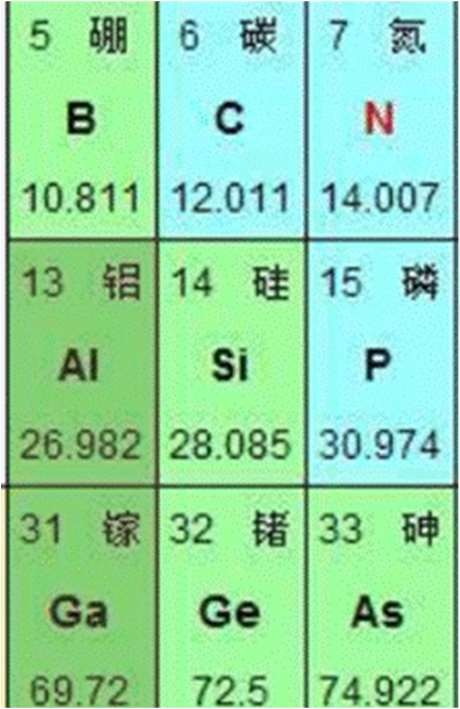 5 硼 6 碳 7 氮
B C N
10.811 12.011 14.007
13 铝 14 硅 15 磷
Al Si P
26.982 28.085 30.974
31 镓 32 锗 33 砷
Ga Ge As
69.72 72.5 74.922